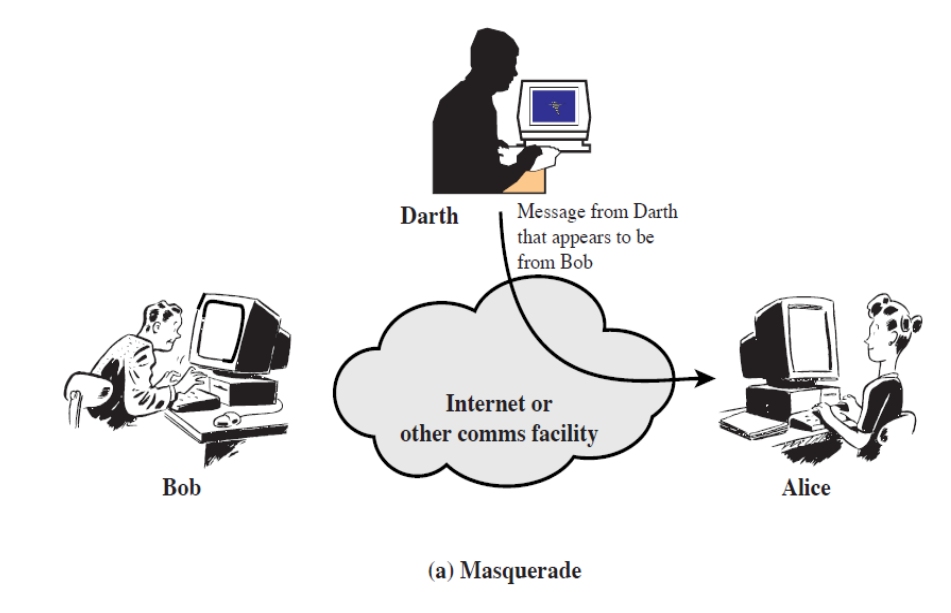 Darth
Message from Darth
that appears to be
from Bob
Internet or
other comms facility
Bob
Alice
(a) Masquerade